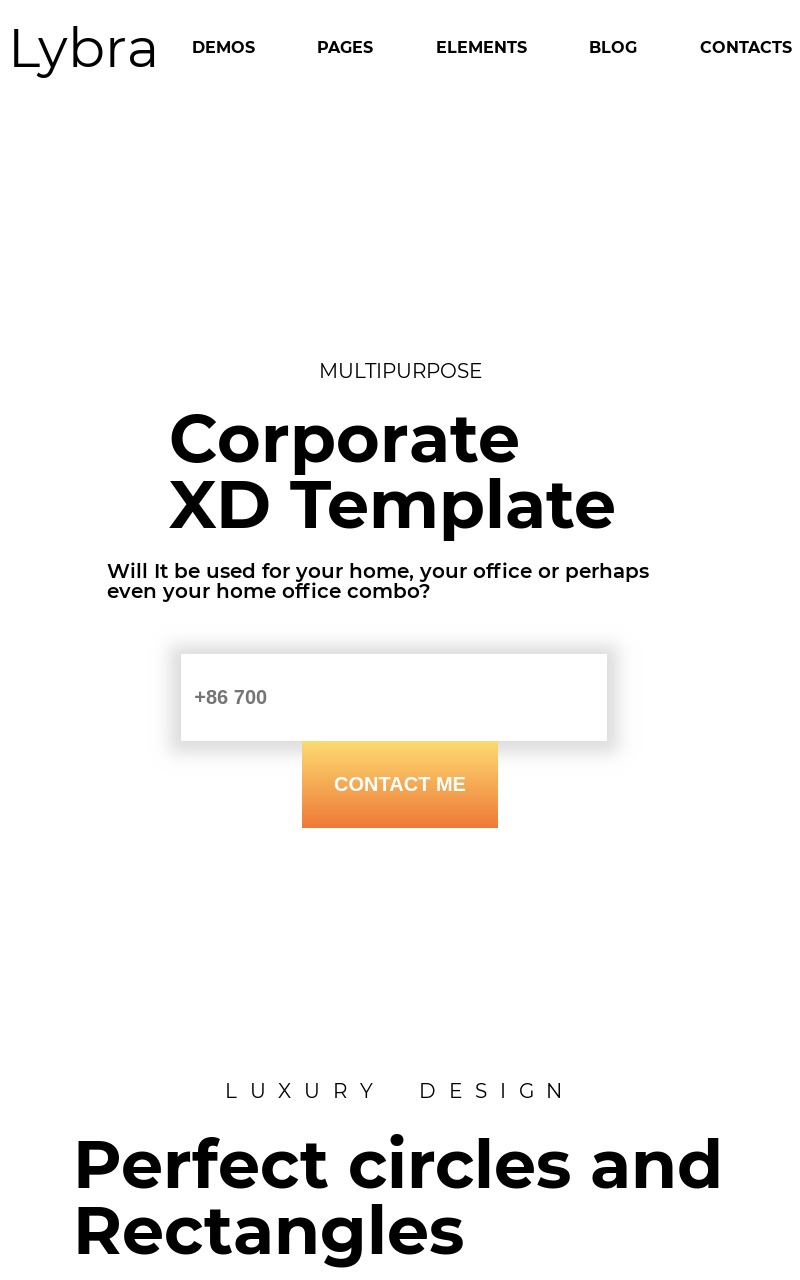 Lybra
DEMOS
PAGES
ELEMENTS
BLOG
CONTACTS
MULTIPURPOSE
Corporate
XD Template
Will It be used for your home, your office or perhaps
even your home office combo?
+86 700
CONTACT ME
LUXURY DESIGN
Perfect circles and
Rectangles